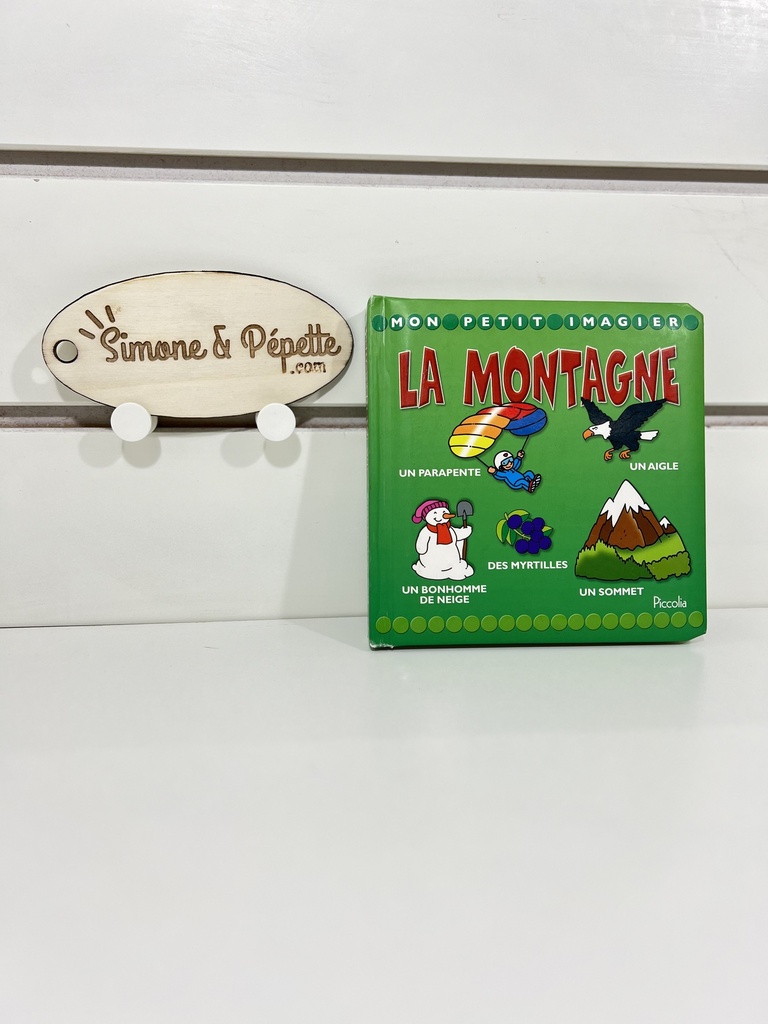 Simone & Pépette
.com
MON PETIT IMAGIER
LA MONTAGNE
UN PARAPENTE
UN AIGLE
UN BONHOMME
DE NEIGE
DES MYRTILLES
UN SOMMET
Piccolia